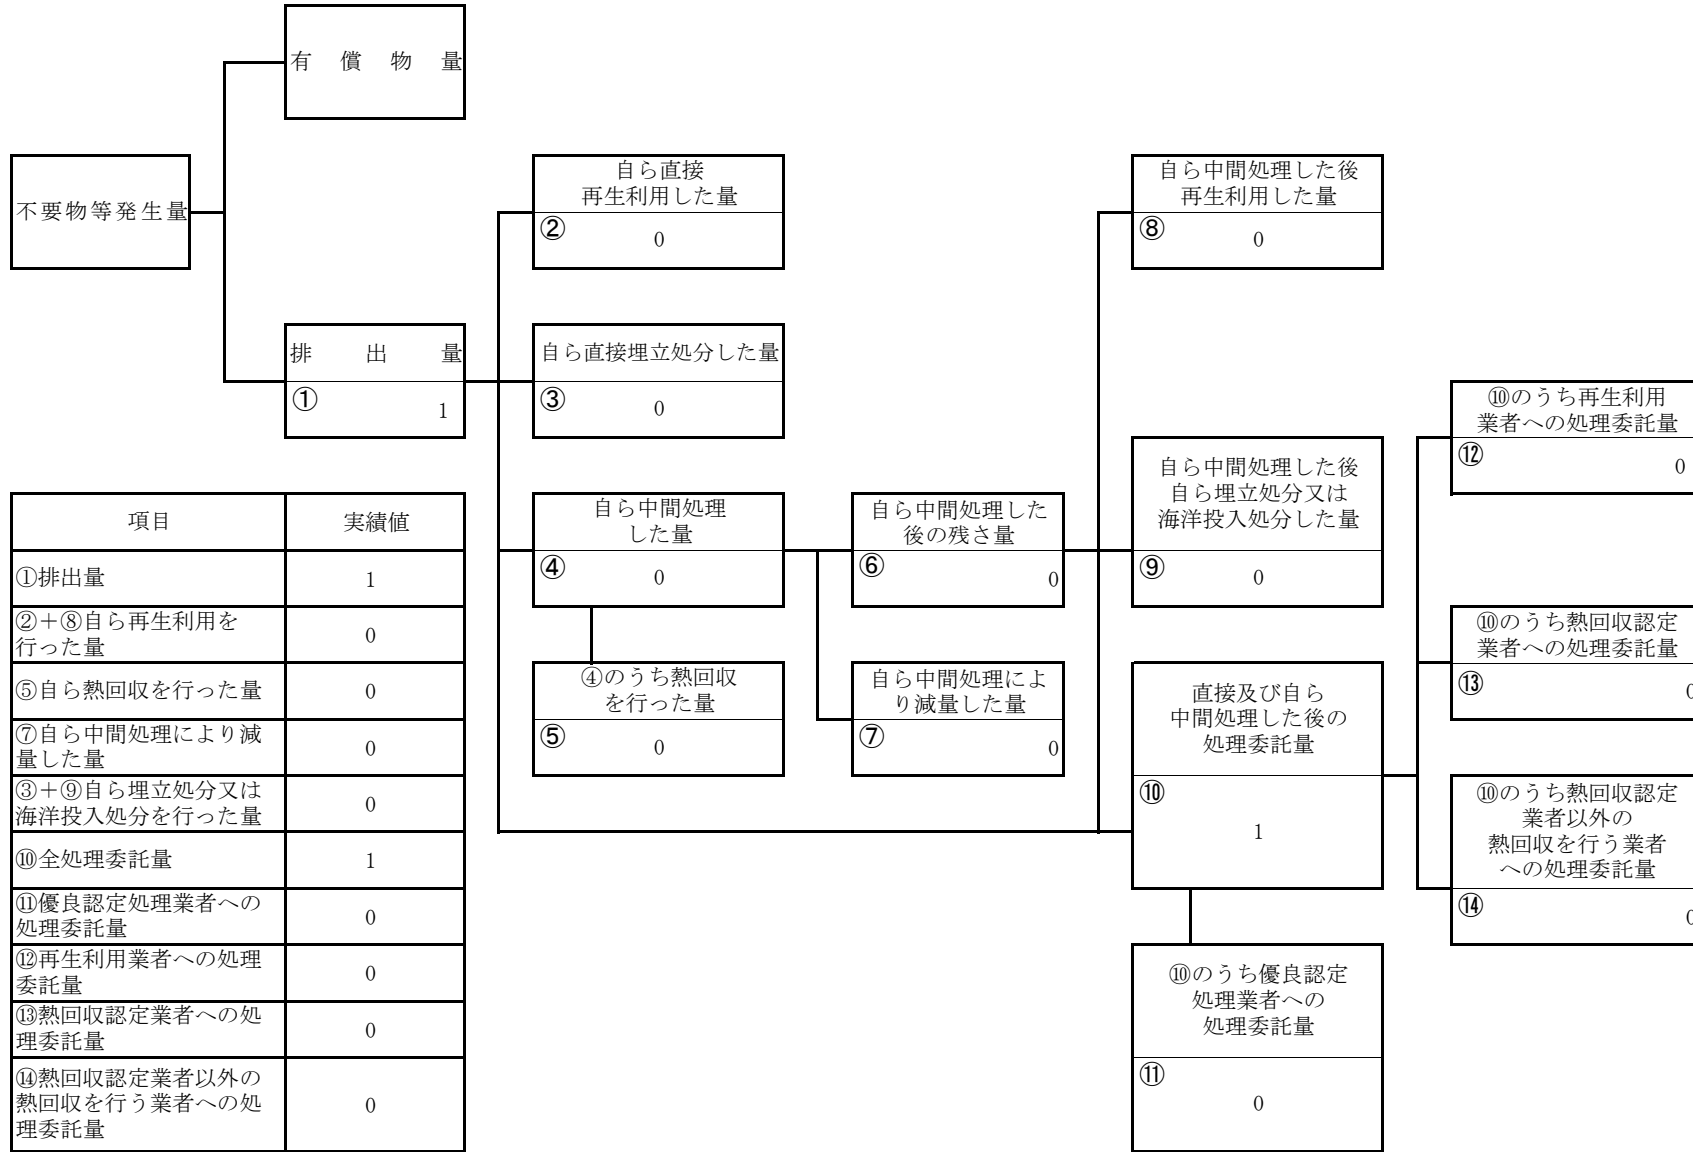 有償物量
不要物等発生量
排出量
①
1
自ら直接
再生利用した量
②
0
自ら直接埋立処分した量
③
0
自ら中間処理
した量
④
0
④のうち熱回収
を行った量
⑤
0
自ら中間処理した
後の残さ量
⑥
0
自ら中間処理によ
り減量した量
⑦
0
自ら中間処理した後
再生利用した量
⑧
0
自ら中間処理した後
自ら埋立処分又は
海洋投入処分した量
⑨
0
直接及び自ら
中間処理した後の
処理委託量
⑩
1
⑩のうち優良認定
処理業者への
処理委託量
⑪
0
⑩のうち再生利用
業者への処理委託量
⑫
0
⑩のうち熱回収認定
業者への処理委託量
⑬
0
⑩のうち熱回収認定
業者以外の
熱回収を行う業者
への処理委託量
⑭
0
項目
実績値
①排出量
1
②＋⑧自ら再生利用を
行った量
0
⑤自ら熱回収を行った量
0
⑦自ら中間処理により減
量した量
0
③＋⑨自ら埋立処分又は
海洋投入処分を行った量
0
⑩全処理委託量
1
⑪優良認定処理業者への
処理委託量
0
⑫再生利用業者への処理
委託量
0
⑬熱回収認定業者への処
理委託量
0
⑭熱回収認定業者以外の
熱回収を行う業者への処
理委託量
0